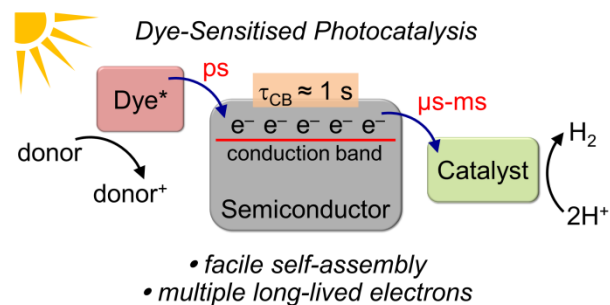 Dye-Sensitised Photocatalysis
ps
Dye*
τCB ≈ 1 s
μs-ms
e– e– e– e– e–
conduction band
donor
donor+
Semiconductor
Catalyst
H2
2H+
• facile self-assembly
• multiple long-lived electrons